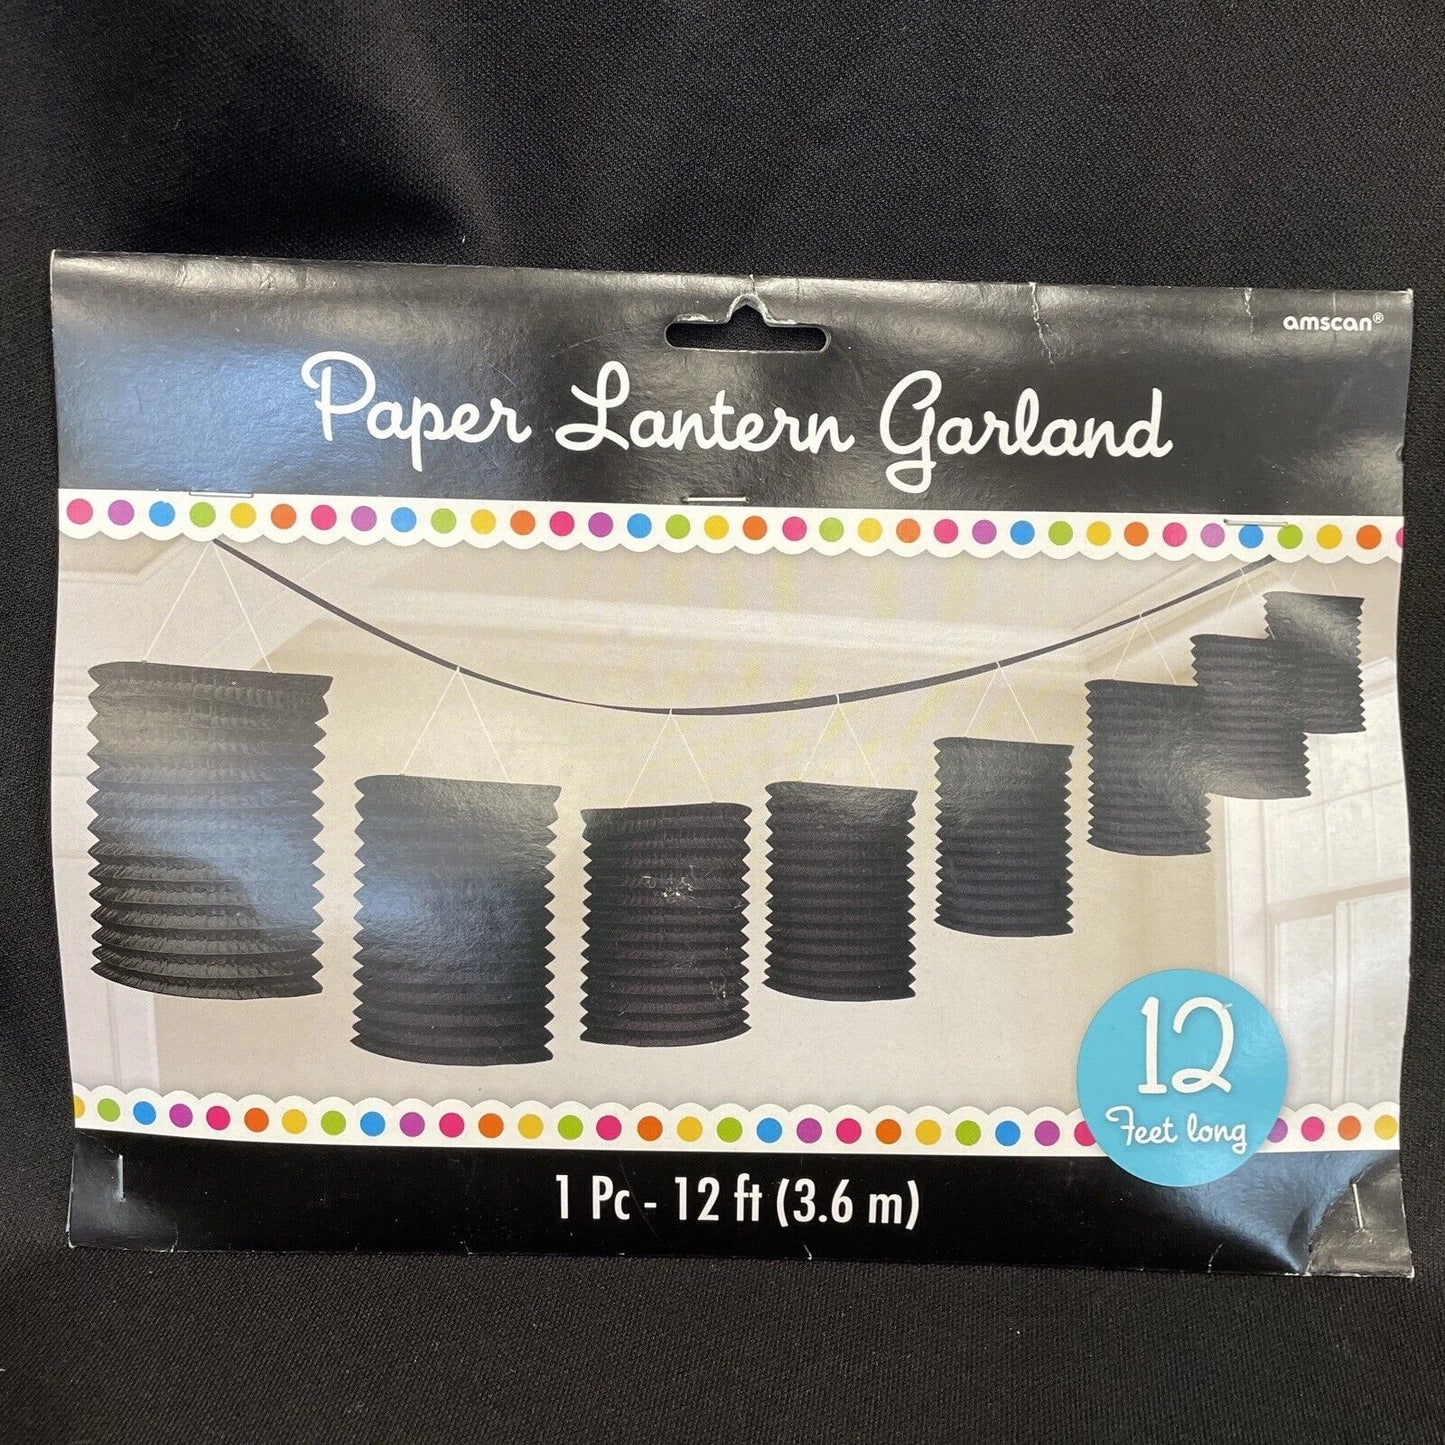 amscan®
Paper Lantern Garland
12
Feet long
1 Pc - 12 ft (3.6 m)